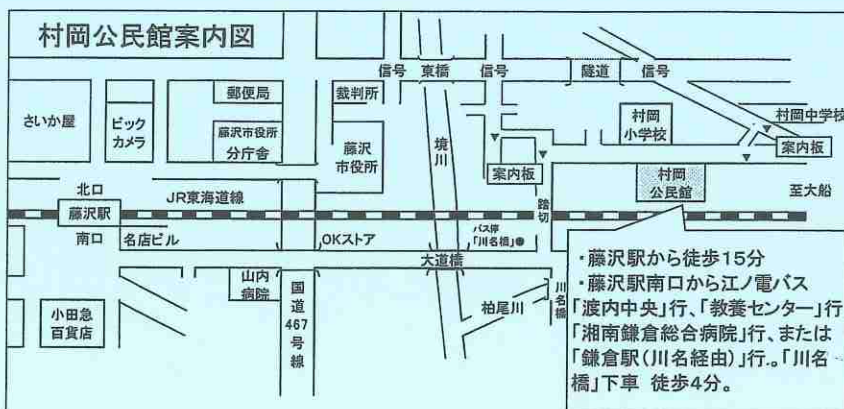 村岡公民館案内図
信号
東橋
信号
隧道
信号
さいか屋
ビック
カメラ
郵便局
裁判所
藤沢市役所
分庁舎
藤沢
市役所
境川
村岡
小学校
村岡中学校
案内板
案内板
村岡
公民館
至大船
北口
JR東海道線
藤沢駅
踏切
南口
名店ビル
OKストア
バス停
「川名橋」
大道橋
山内
病院
国道467号線
柏尾川
川名橋
小田急
百貨店
・藤沢駅から徒歩15分
・藤沢駅南口から江ノ電バス
「渡内中央」行、「教養センター」行
「湘南鎌倉総合病院」行、または
「鎌倉駅(川名経由)」行.。「川名
橋」下車 徒歩4分。